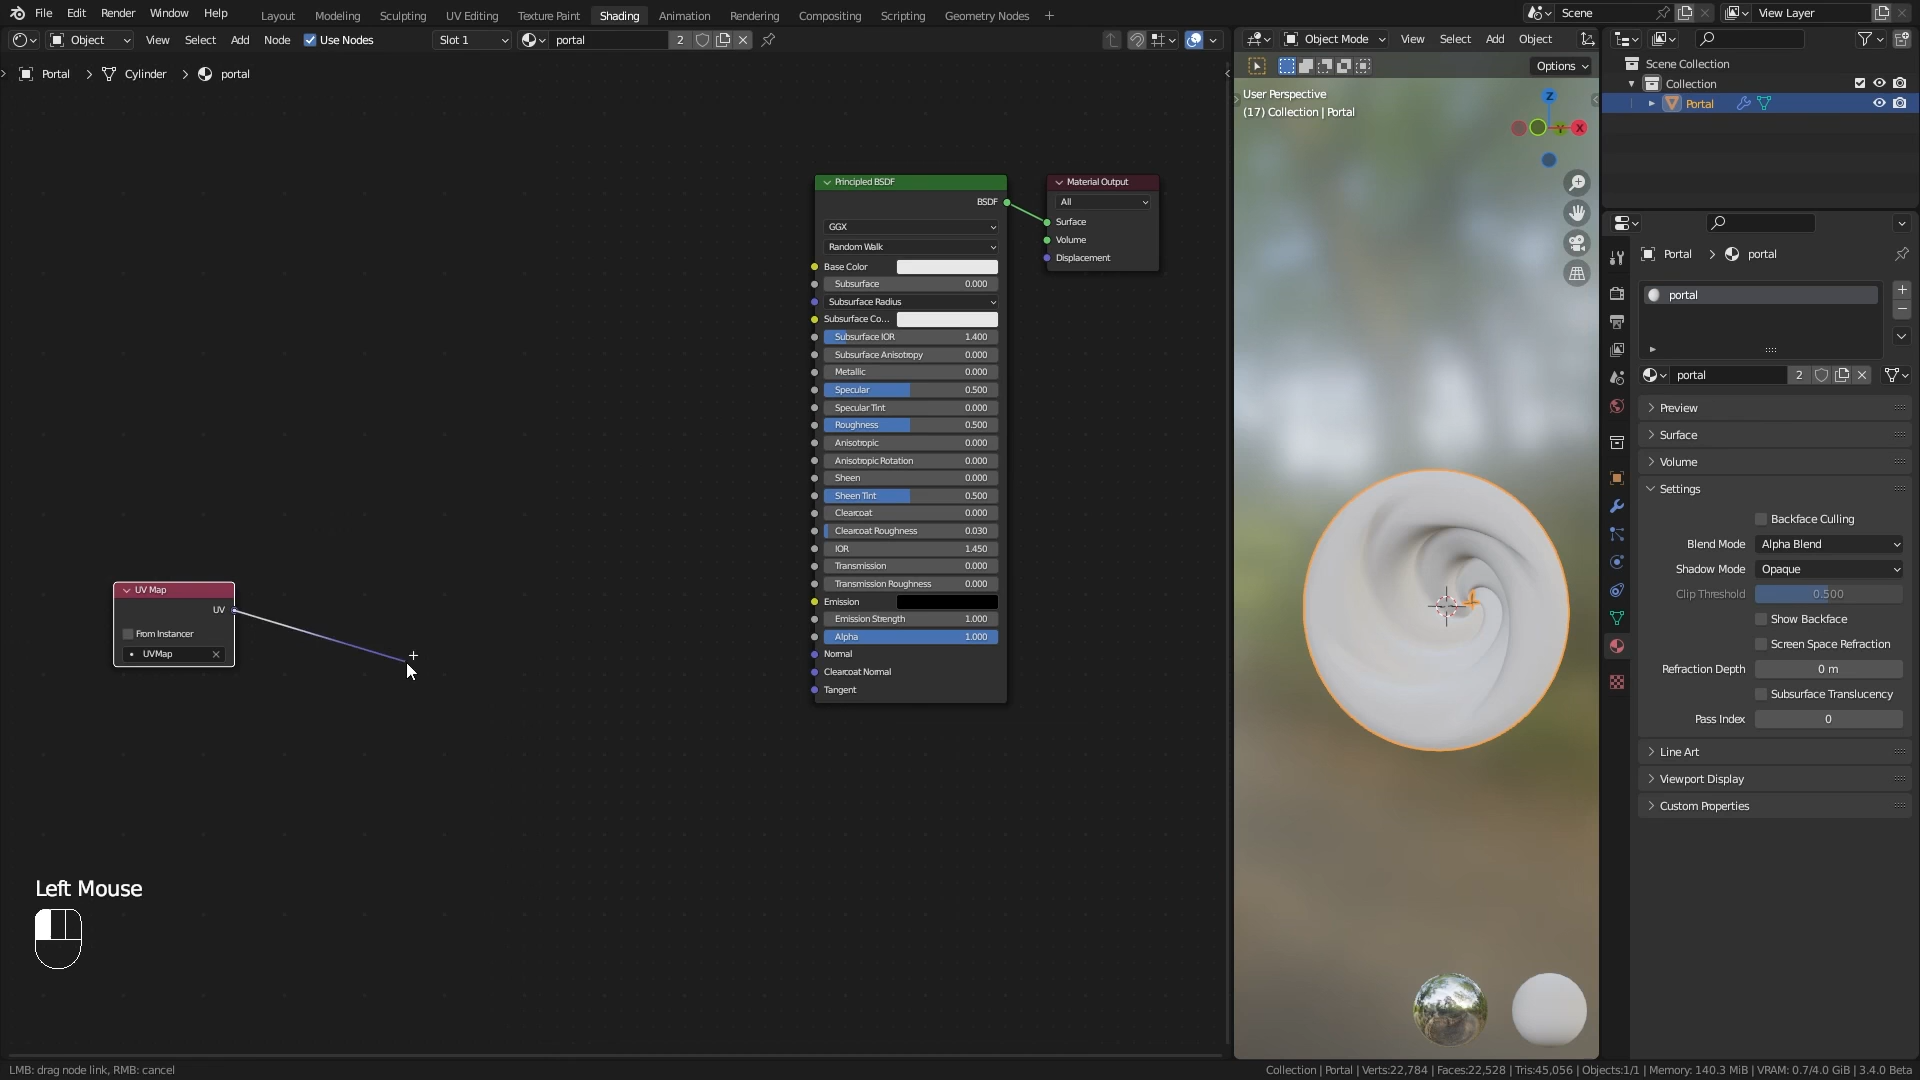 File Edit Render Window Help Layout Modeling Sculpting UV Editing Texture Paint Shading Animation Rendering Compositing Scripting Geometry Nodes + Scene View Layer
Object View Select Add Node Use Nodes Slot 1 portal 2 Object Mode View Select Add Object
Portal > Cylinder > portal
Options
User Perspective
(17) Collection | Portal
Z
Y
X
Scene Collection
Collection
Portal
Principled BSDF
BSDF
GGX
Random Walk
Base Color
Subsurface 0.000
Subsurface Radius
Subsurface Co...
Subsurface IOR 1.400
Subsurface Anisotropy 0.000
Metallic 0.000
Specular 0.500
Specular Tint 0.000
Roughness 0.500
Anisotropic 0.000
Anisotropic Rotation 0.000
Sheen 0.000
Sheen Tint 0.500
Clearcoat 0.000
Clearcoat Roughness 0.030
IOR 1.450
Transmission 0.000
Transmission Roughness 0.000
Emission
Emission Strength 1.000
Alpha 1.000
Normal
Clearcoat Normal
Tangent
Material Output
All
Surface
Volume
Displacement
UV Map
UV
From Instancer
UVMap
Portal > portal
portal
portal 2
Preview
Surface
Volume
Settings
Backface Culling
Blend Mode Alpha Blend
Shadow Mode Opaque
Clip Threshold 0.500
Show Backface
Screen Space Refraction
Refraction Depth 0 m
Subsurface Translucency
Pass Index 0
Line Art
Viewport Display
Custom Properties
Left Mouse
LMB: drag node link, RMB: cancel
Collection | Portal | Verts:22,784 | Faces:22,528 | Tris:45,056 | Objects:1/1 | Memory: 140.3 MiB | VRAM: 0.7/4.0 GiB | 3.4.0 Beta